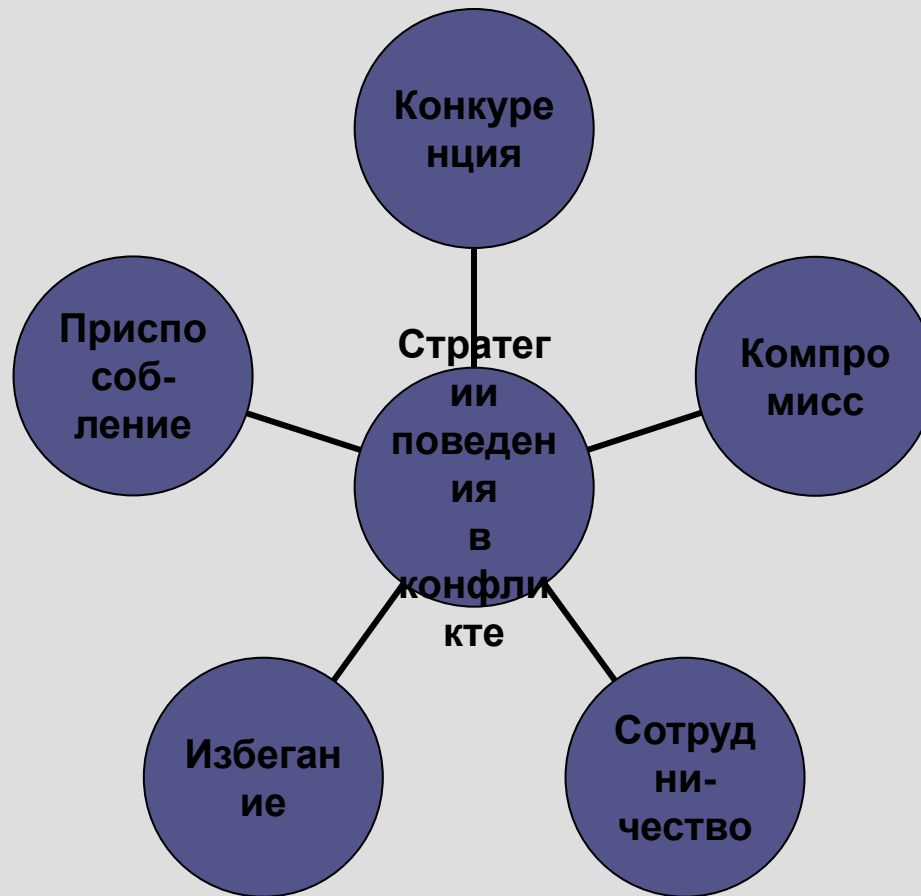 Конкуре
нция
Приспо
соб-
ление
Стратег
ии
поведен
ия
в
конфли
кте
Компро
мисс
Избеган
ие
Сотруд
ни-
чество